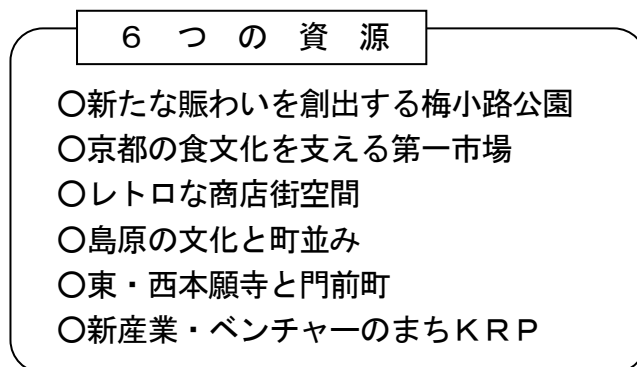 ６つの資源
○新たな賑わいを創出する梅小路公園
○京都の食文化を支える第一市場
○レトロな商店街空間
○島原の文化と町並み
○東・西本願寺と門前町
○新産業・ベンチャーのまちＫＲＰ